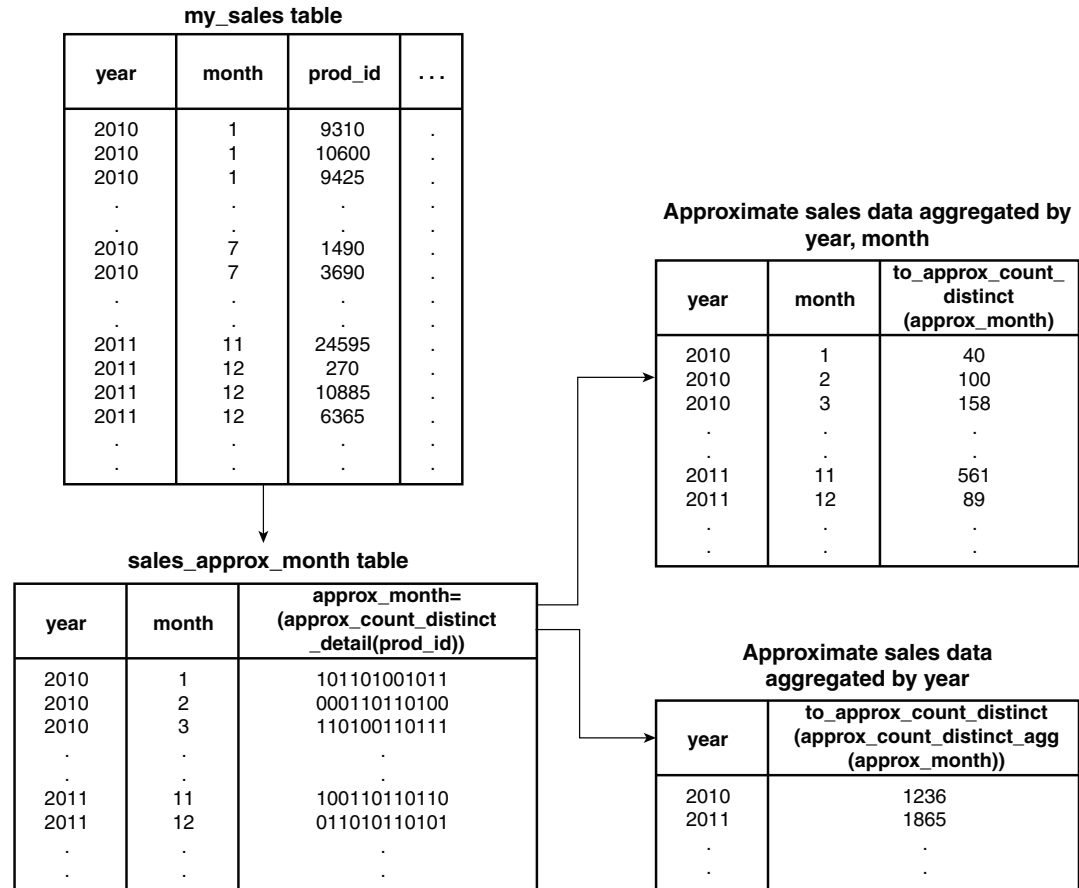 my_sales table
year month prod_id ...
2010 1 9310 .
2010 1 10600 .
2010 1 9425 .
. . . .
. . . .
2010 7 1490 .
2010 7 3690 .
. . . .
. . . .
2011 11 24595 .
2011 12 270 .
2011 12 10885 .
2011 12 6365 .
. . . .
. . . .
sales_approx_month table
approx_month=
year month (approx_count_distinct
_detail(prod_id))
2010 1 101101001011
2010 2 000110110100
2010 3 110100110111
. . .
. . .
2011 11 100110110110
2011 12 011010110101
. . .
. . .
Approximate sales data aggregated by
year, month
to_approx_count_
year month distinct
(approx_month)
2010 1 40
2010 2 100
2010 3 158
. . .
. . .
2011 11 561
2011 12 89
. . .
. . .
Approximate sales data
aggregated by year
to_approx_count_distinct
year (approx_count_distinct_agg
(approx_month))
2010 1236
2011 1865
. .
. .